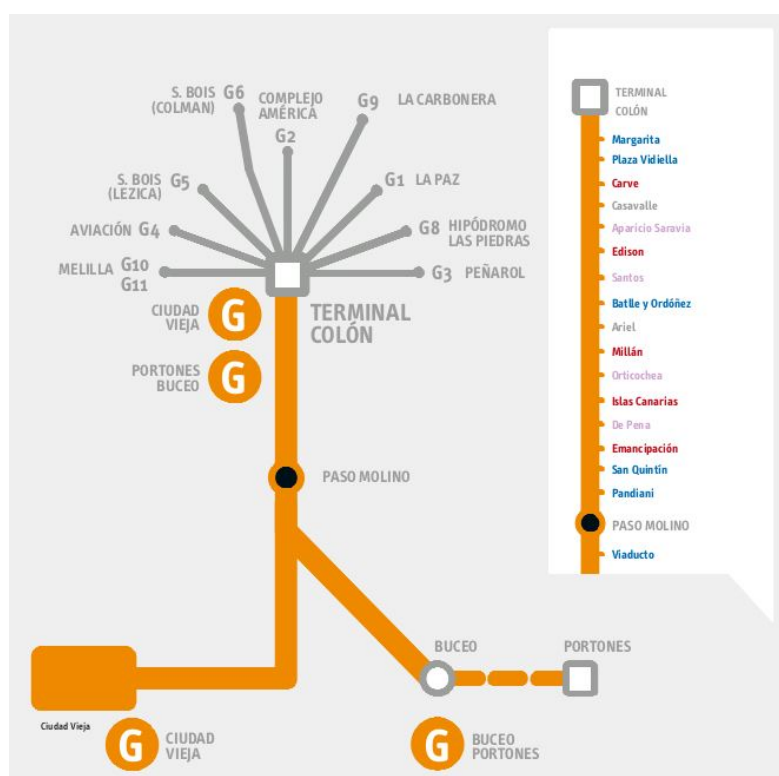 S. BOIS G6
(COLMAN)
COMPLEJO
AMÉRICA
G2
G9 LA CARBONERA
S. BOIS G5
(LEZICA)
G1 LA PAZ
AVIACIÓN G4
G8 HIPÓDROMO
LAS PIEDRAS
MELILLA G10
G11
G3 PEÑAROL
CIUDAD
VIEJA
G
TERMINAL
COLÓN
PORTONES
BUCEO
G
PASO MOLINO
BUCEO
PORTONES
Ciudad Vieja
G
CIUDAD
VIEJA
G
BUCEO
PORTONES
TERMINAL
COLÓN
Margarita
Plaza Vidiella
Carve
Casavalle
Aparicio Saravia
Edison
Santos
Batlle y Ordóñez
Ariel
Millán
Orticochea
Islas Canarias
De Pena
Emancipación
San Quintín
Pandiani
PASO MOLINO
Viaducto